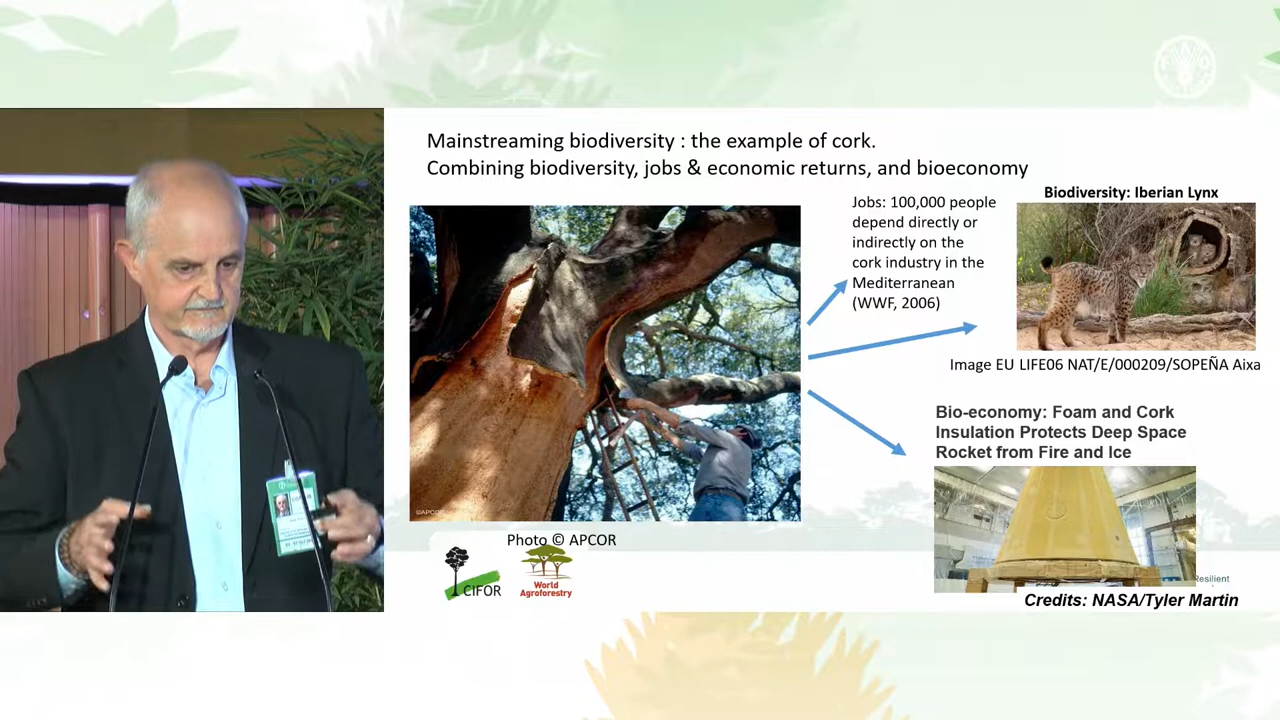 FAO
Mainstreaming biodiversity : the example of cork.
Combining biodiversity, jobs & economic returns, and bioeconomy
Jobs: 100,000 people
depend directly or
indirectly on the
cork industry in the
Mediterranean
(WWF, 2006)
Biodiversity: Iberian Lynx
Image EU LIFE06 NAT/E/000209/SOPEÑA Aixa
Bio-economy: Foam and Cork
Insulation Protects Deep Space
Rocket from Fire and Ice
©APCOR
Photo © APCOR
CIFOR
World
Agroforestry
Resilient
Credits: NASA/Tyler Martin